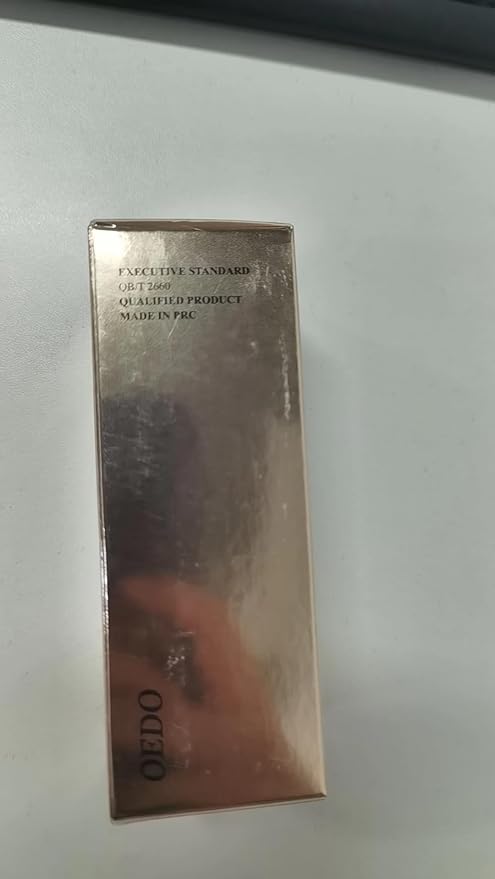 EXECUTIVE STANDARD
QB/T 2660
QUALIFIED PRODUCT
MADE IN PRC
OEDO